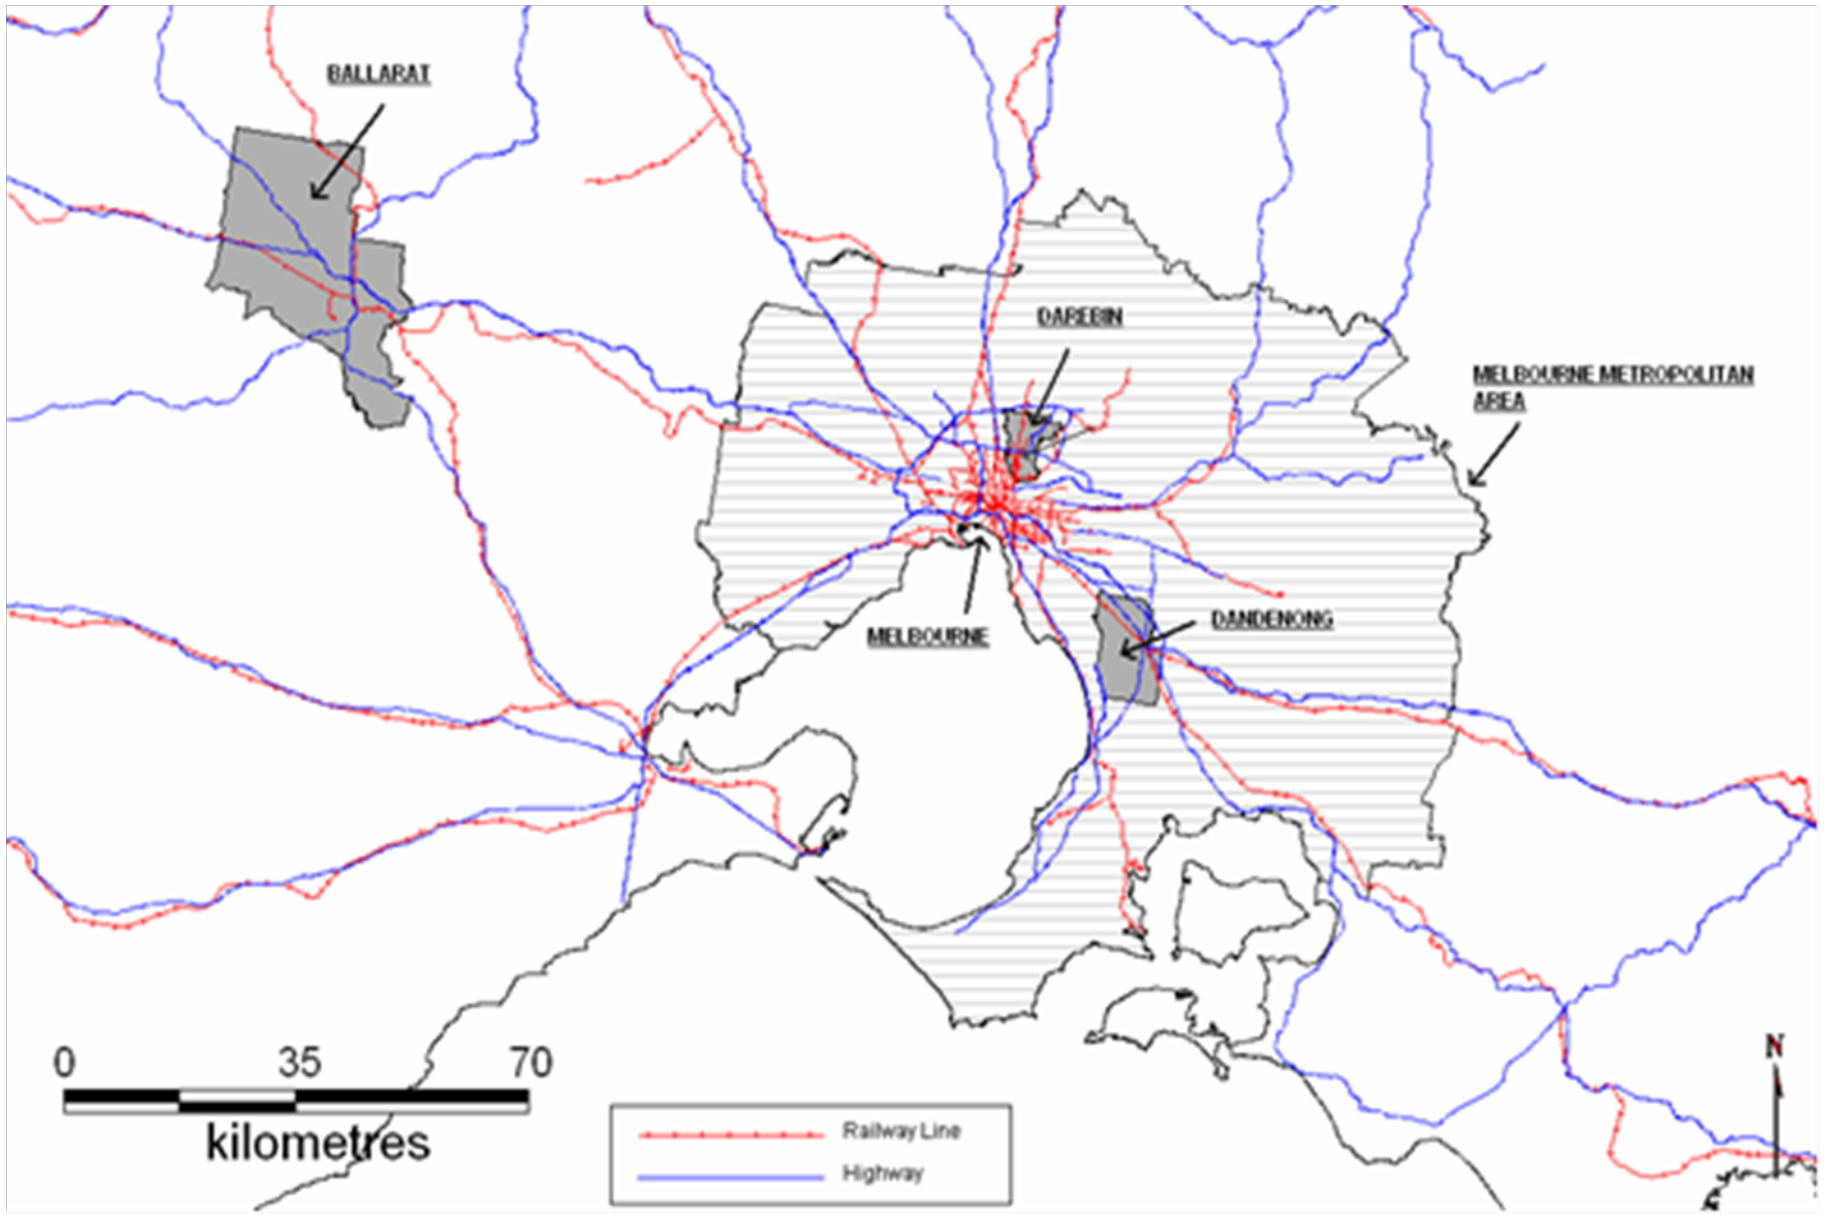 BALLARAT
DAREBIN
MELBOURNE METROPOLITAN
AREA
DANDENONG
MELBOURNE
0 35 70
kilometres
N
Railway Line
Highway